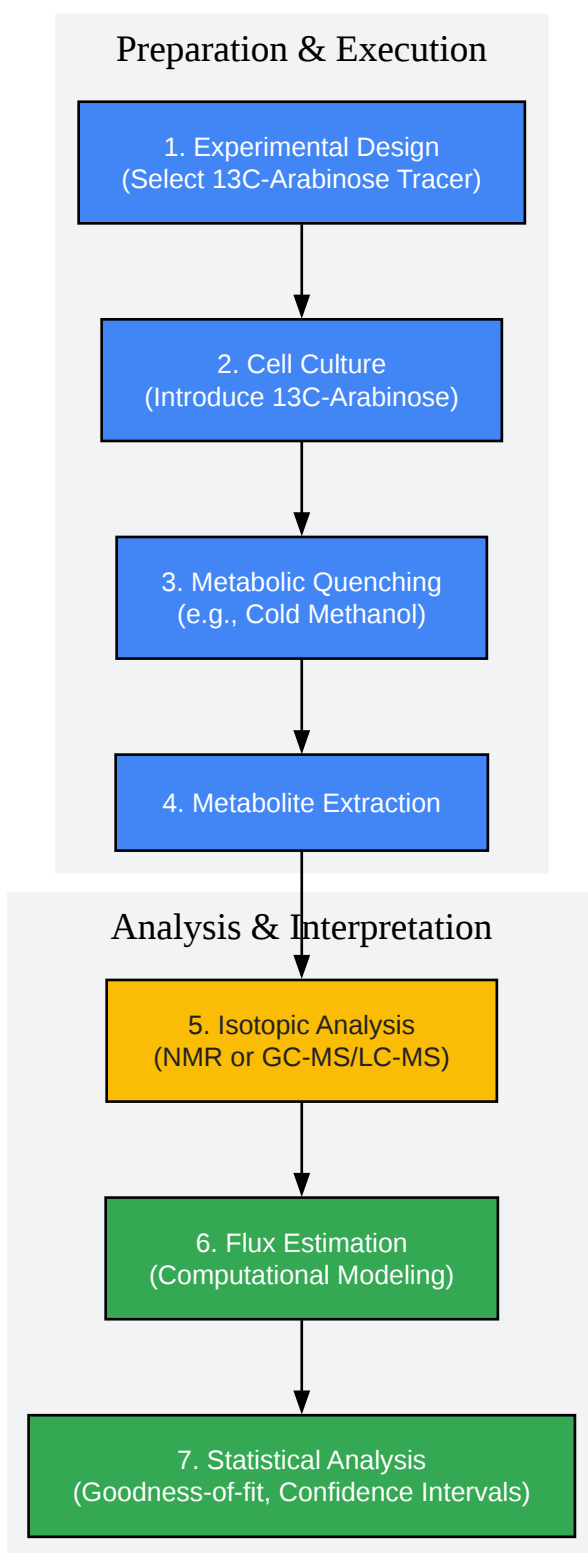 Preparation & Execution
1. Experimental Design
(Select 13C-Arabinose Tracer)
2. Cell Culture
(Introduce 13C-Arabinose)
3. Metabolic Quenching
(e.g., Cold Methanol)
4. Metabolite Extraction
Analysis & Interpretation
5. Isotopic Analysis
(NMR or GC-MS/LC-MS)
6. Flux Estimation
(Computational Modeling)
7. Statistical Analysis
(Goodness-of-fit, Confidence Intervals)